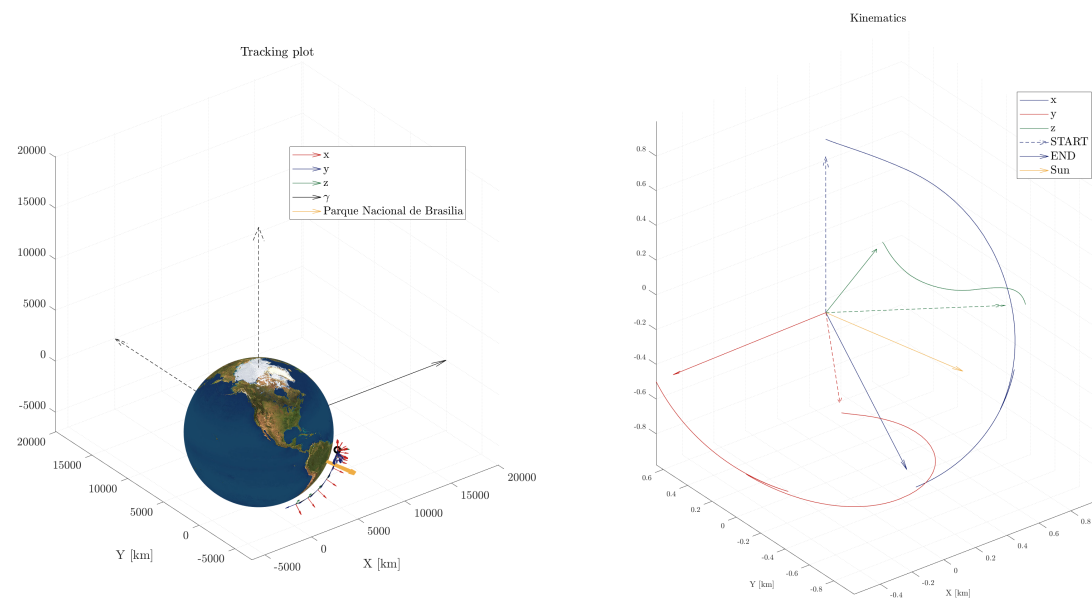 Tracking plot
20000
15000
10000
5000
0
-5000
20000
15000
10000
5000
0
-5000
Y [km]
-5000
0
5000
10000
15000
20000
X [km]
x
y
z
γ
Parque Nacional de Brasilia
Kinematics
0.8
0.6
0.4
0.2
0
-0.2
-0.4
-0.6
-0.8
0.6
0.4
0.2
0
-0.2
-0.4
-0.6
-0.8
Y [km]
-0.4
-0.2
0
0.2
0.4
0.6
0.8
X [km]
x
y
z
START
END
Sun